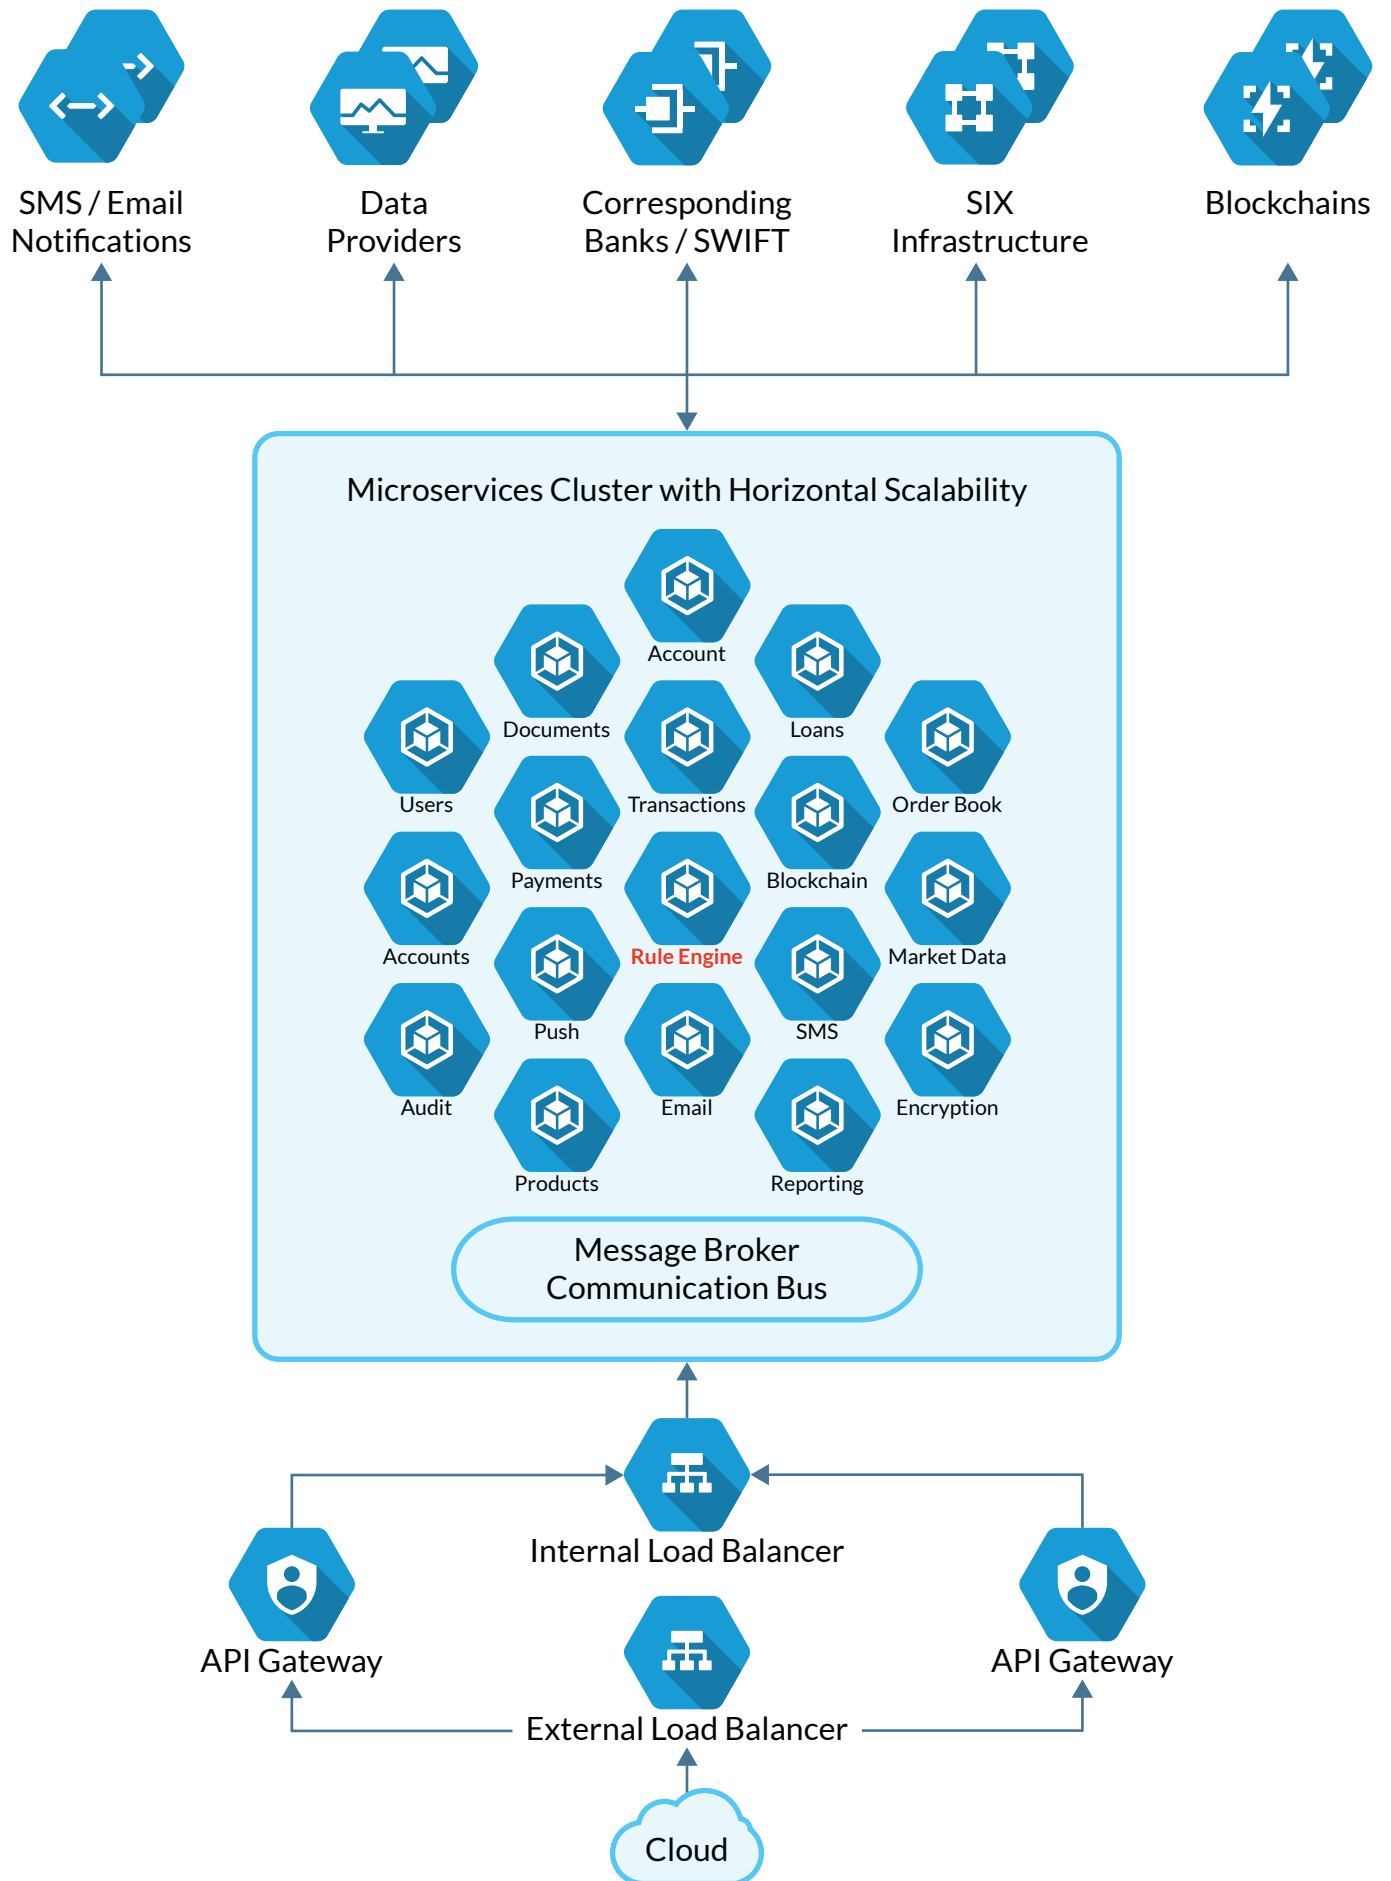 SMS / Email
Notifications
Data
Providers
Corresponding
Banks / SWIFT
SIX
Infrastructure
Blockchains
Microservices Cluster with Horizontal Scalability
Account
Documents
Loans
Users
Transactions
Order Book
Payments
Blockchain
Accounts
Rule Engine
Market Data
Push
SMS
Audit
Email
Encryption
Products
Reporting
Message Broker
Communication Bus
Internal Load Balancer
API Gateway
API Gateway
External Load Balancer
Cloud